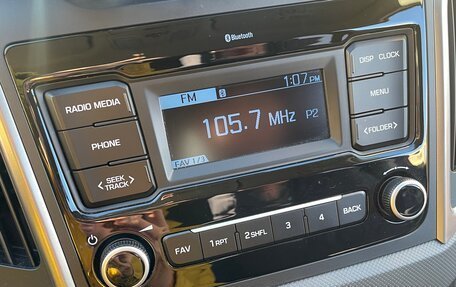 Bluetooth
FM 1:07 PM
105.7 MHz P2
FAV 1/3
RADIO MEDIA
PHONE
SEEK
TRACK
DISP CLOCK
MENU
FOLDER
FAV 1 RPT 2 SHFL 3 4 BACK